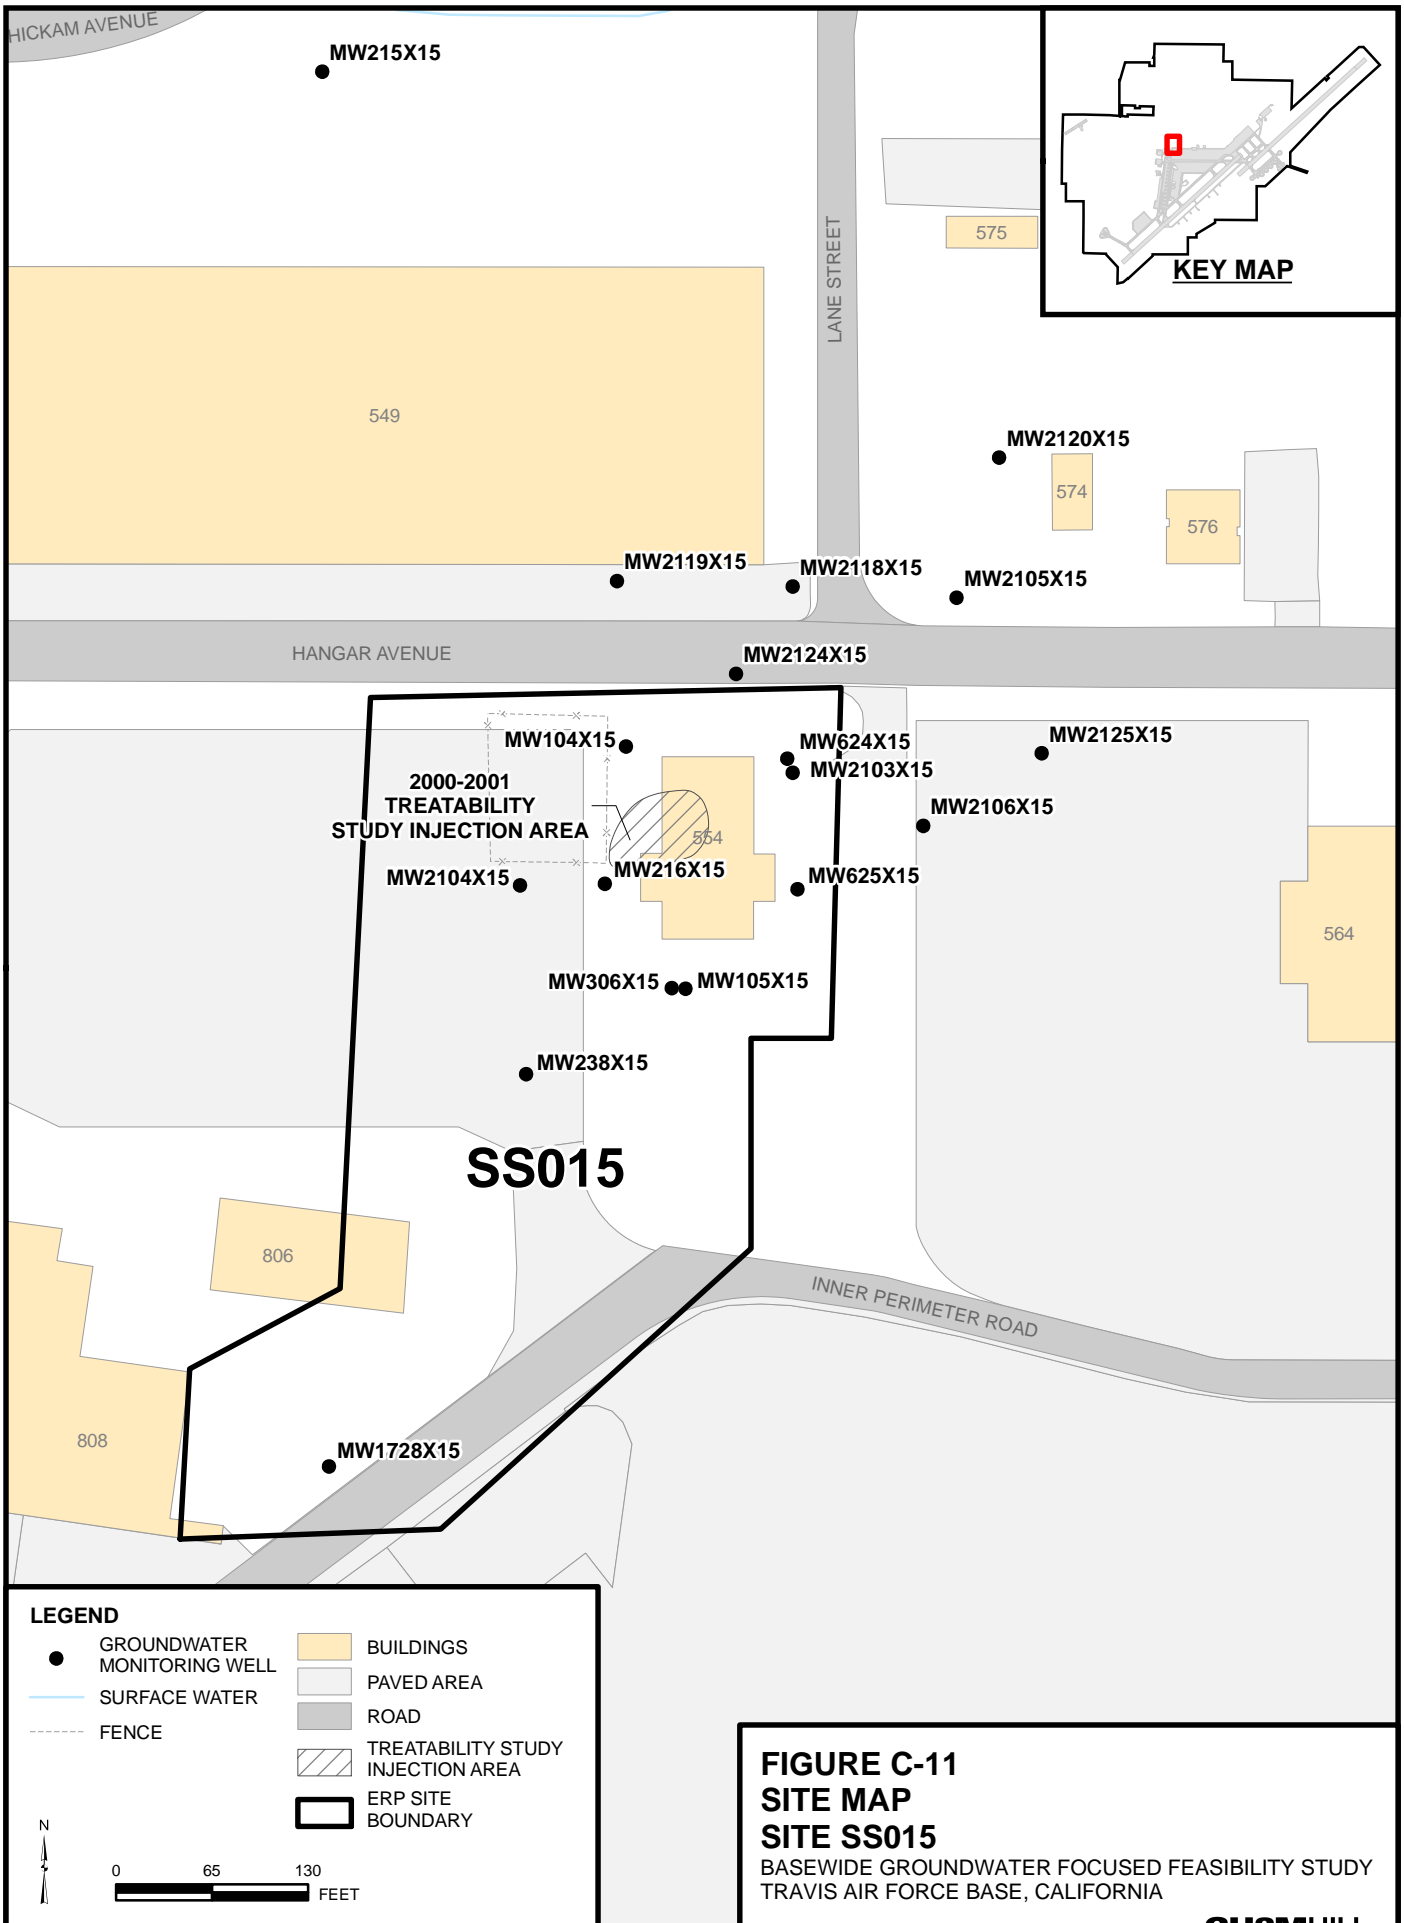 HICKAM AVENUE
MW215X15
KEY MAP
575
LANE STREET
549
MW2120X15
574
576
MW2119X15
MW2118X15
MW2105X15
HANGAR AVENUE
MW2124X15
MW104X15
MW624X15
MW2103X15
MW2125X15
2000-2001
TREATABILITY
STUDY INJECTION AREA
554
MW2106X15
MW2104X15
MW216X15
MW625X15
564
MW306X15
MW105X15
MW238X15
SS015
806
INNER PERIMETER ROAD
808
MW1728X15
LEGEND
GROUNDWATER
MONITORING WELL
SURFACE WATER
FENCE
BUILDINGS
PAVED AREA
ROAD
TREATABILITY STUDY
INJECTION AREA
ERP SITE
BOUNDARY
N
0 65 130
FEET
FIGURE C-11
SITE MAP
SITE SS015
BASEWIDE GROUNDWATER FOCUSED FEASIBILITY STUDY
TRAVIS AIR FORCE BASE, CALIFORNIA